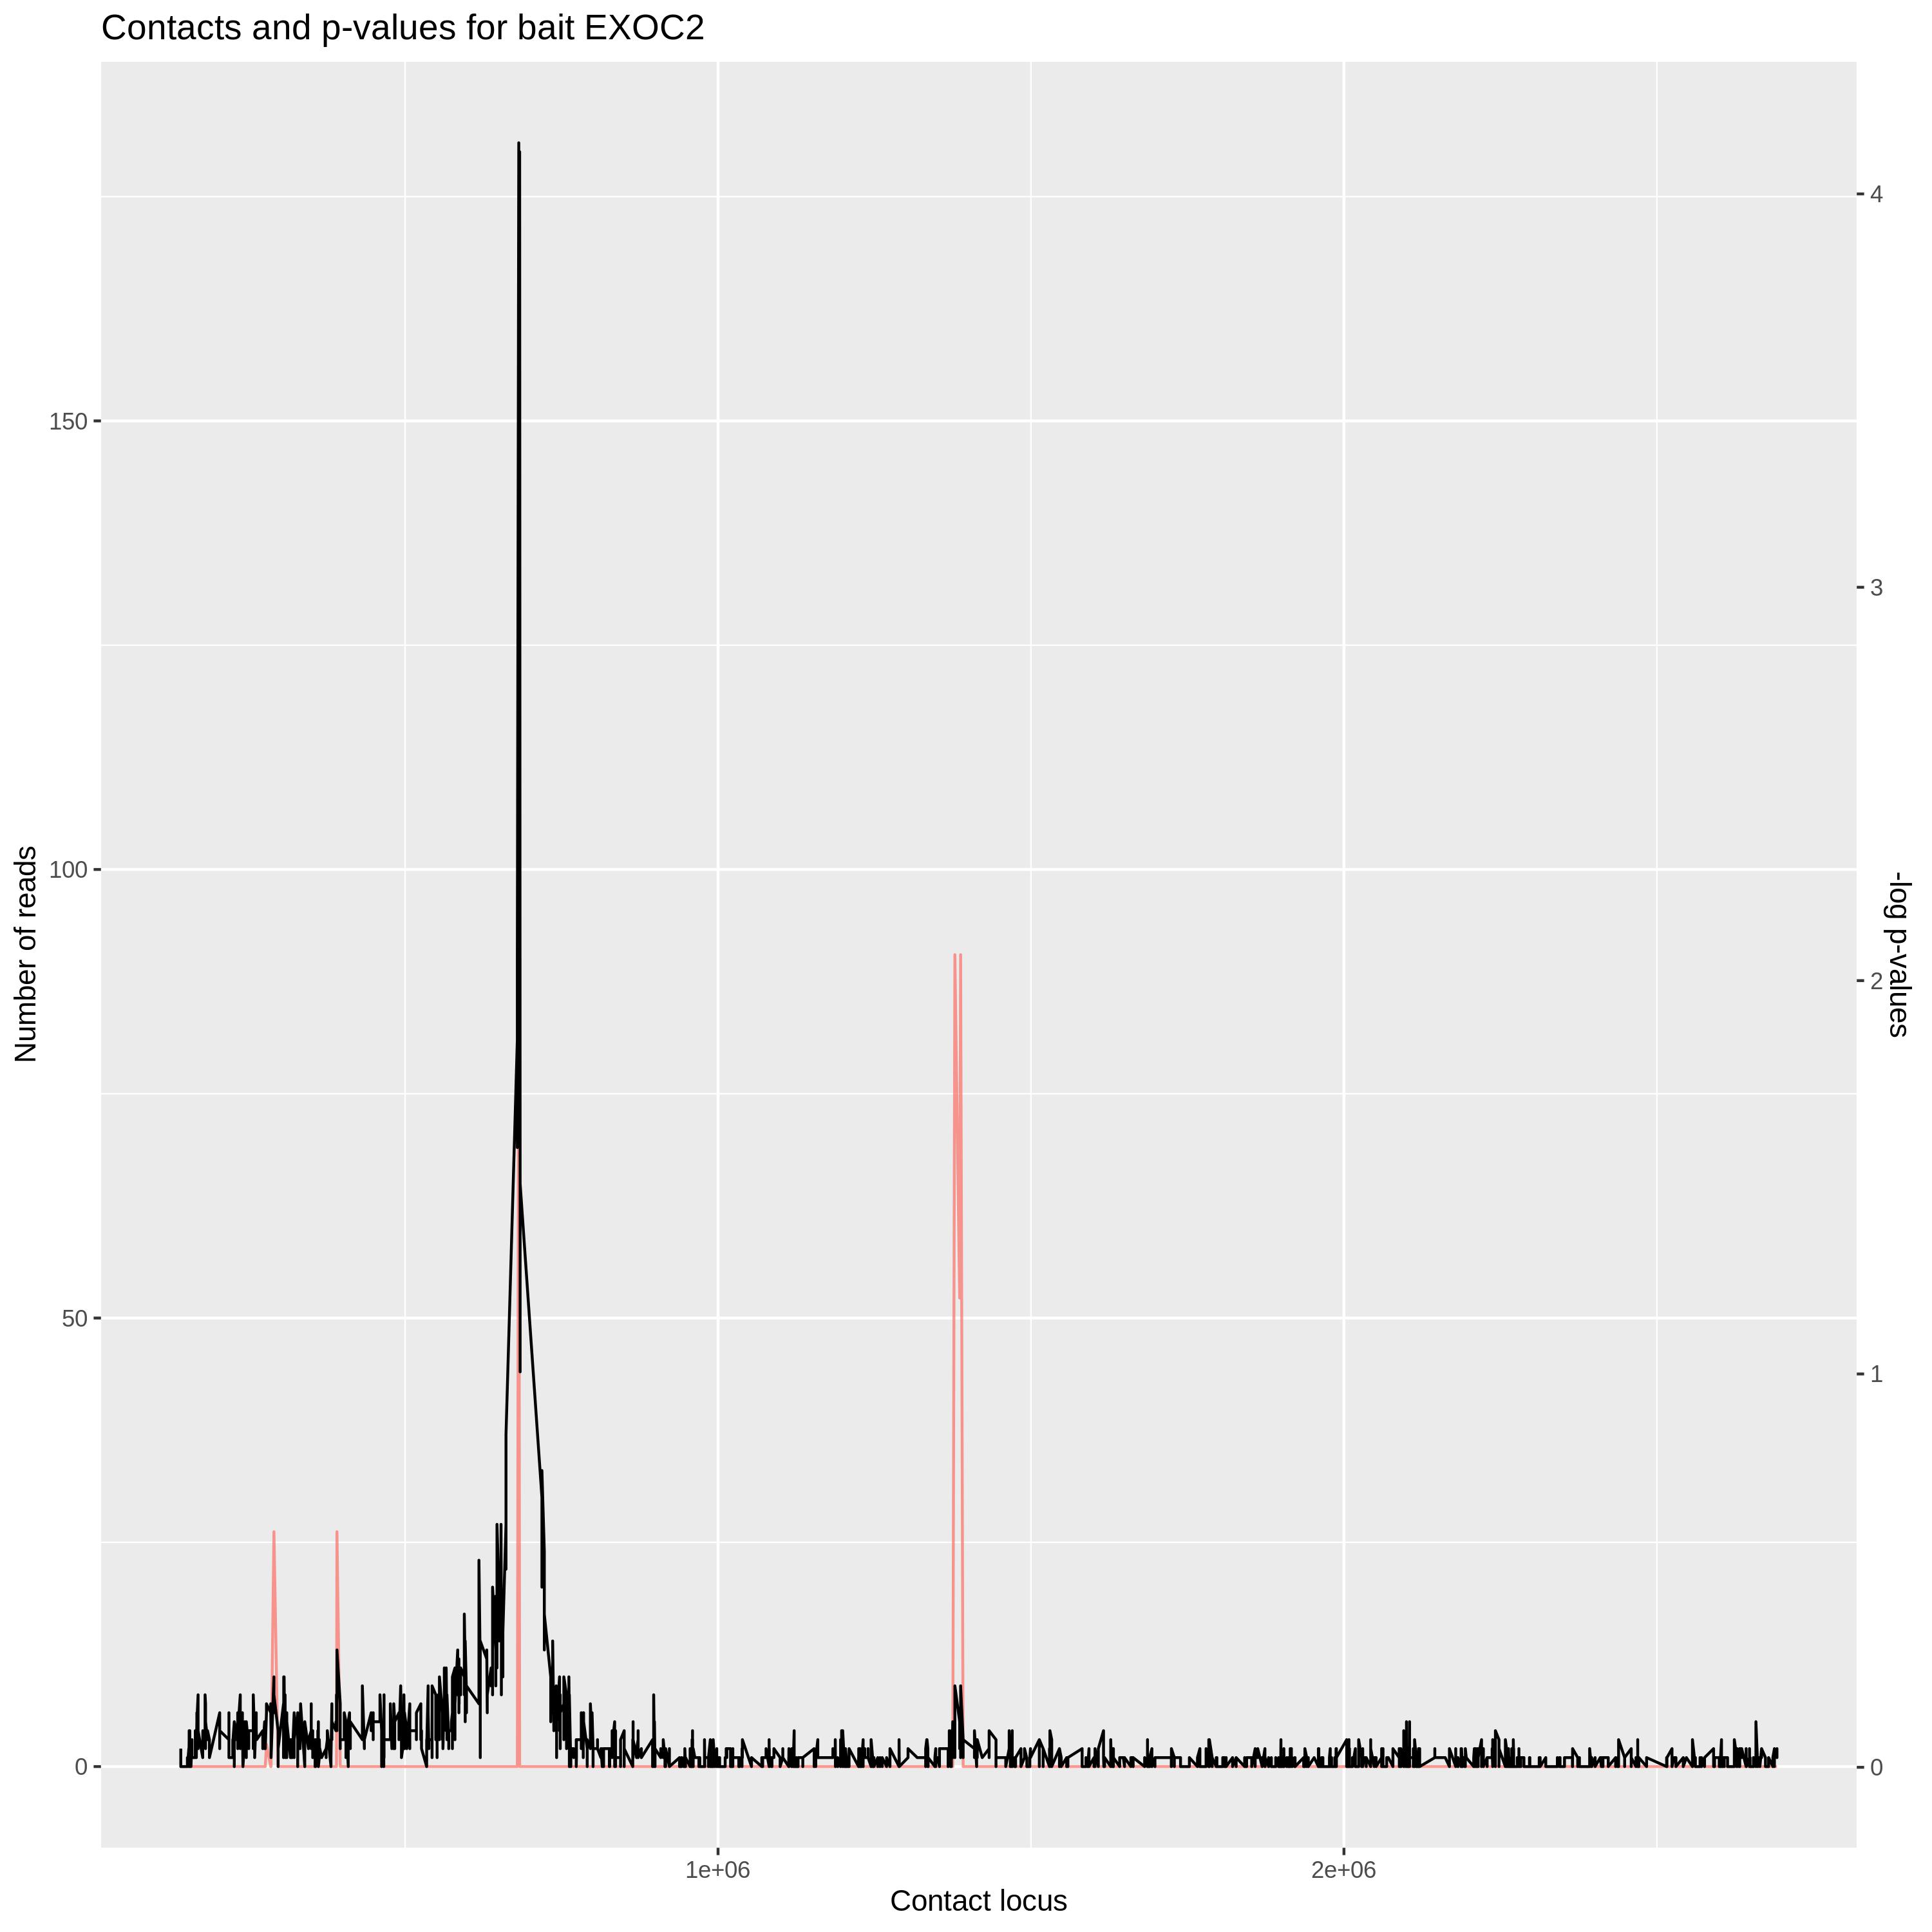 Contacts and p-values for bait EXOC2
Number of reads
150
100
50
0
4
3
2
1
0
-log p-values
1e+06
2e+06
Contact locus